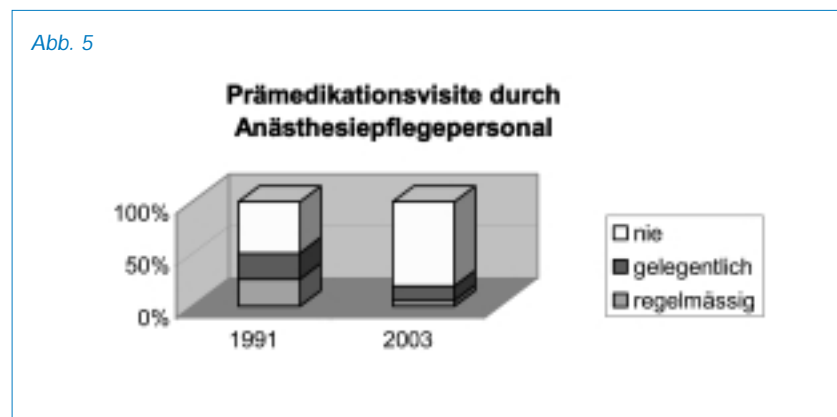 Abb. 5
Prämedikationsvisite durch
Anästhesiepflegepersonal
100%
50%
0%
1991
2003
nie
gelegentlich
regelmässig